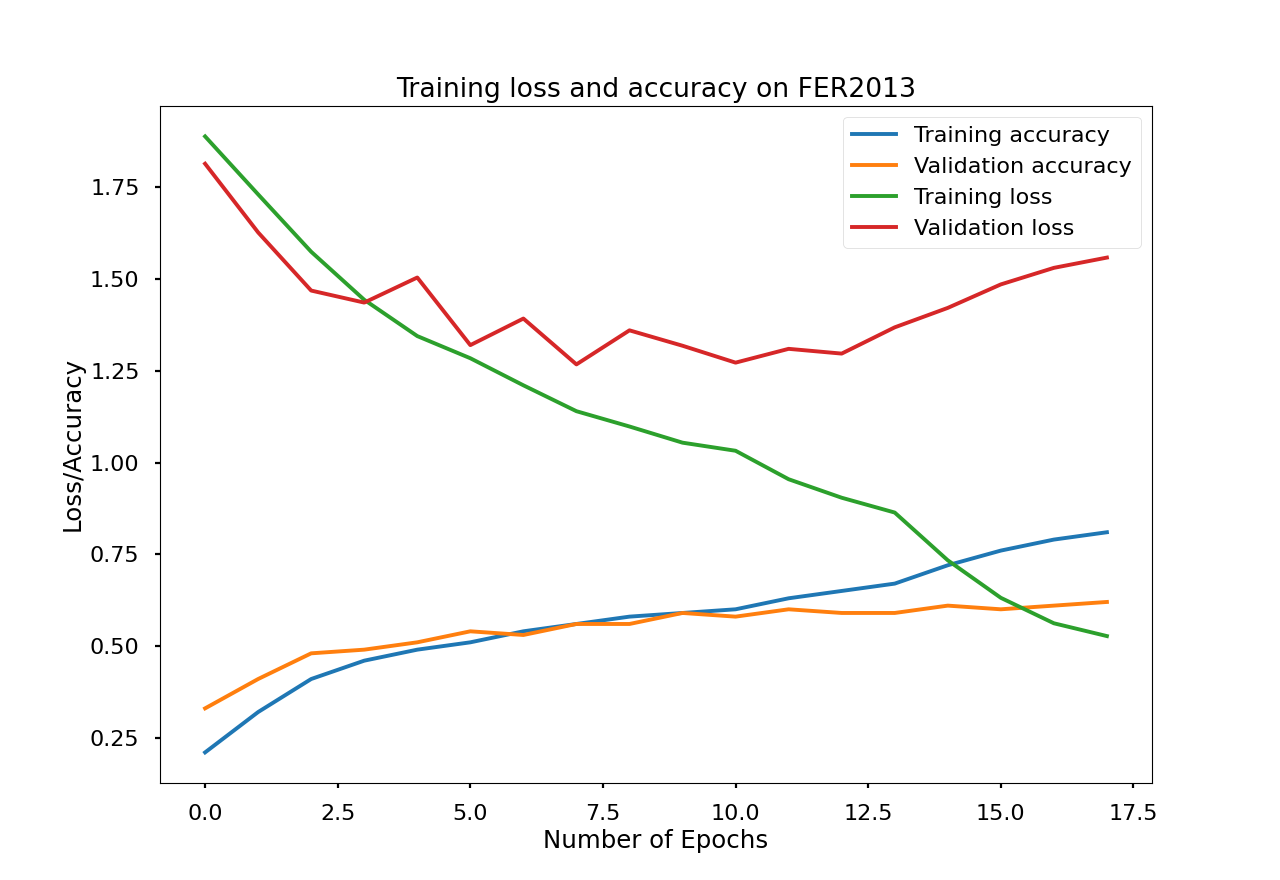 Training loss and accuracy on FER2013
Training accuracy
Validation accuracy
Training loss
Validation loss
Loss/Accuracy
1.75
1.50
1.25
1.00
0.75
0.50
0.25
0.0 2.5 5.0 7.5 10.0 12.5 15.0 17.5
Number of Epochs